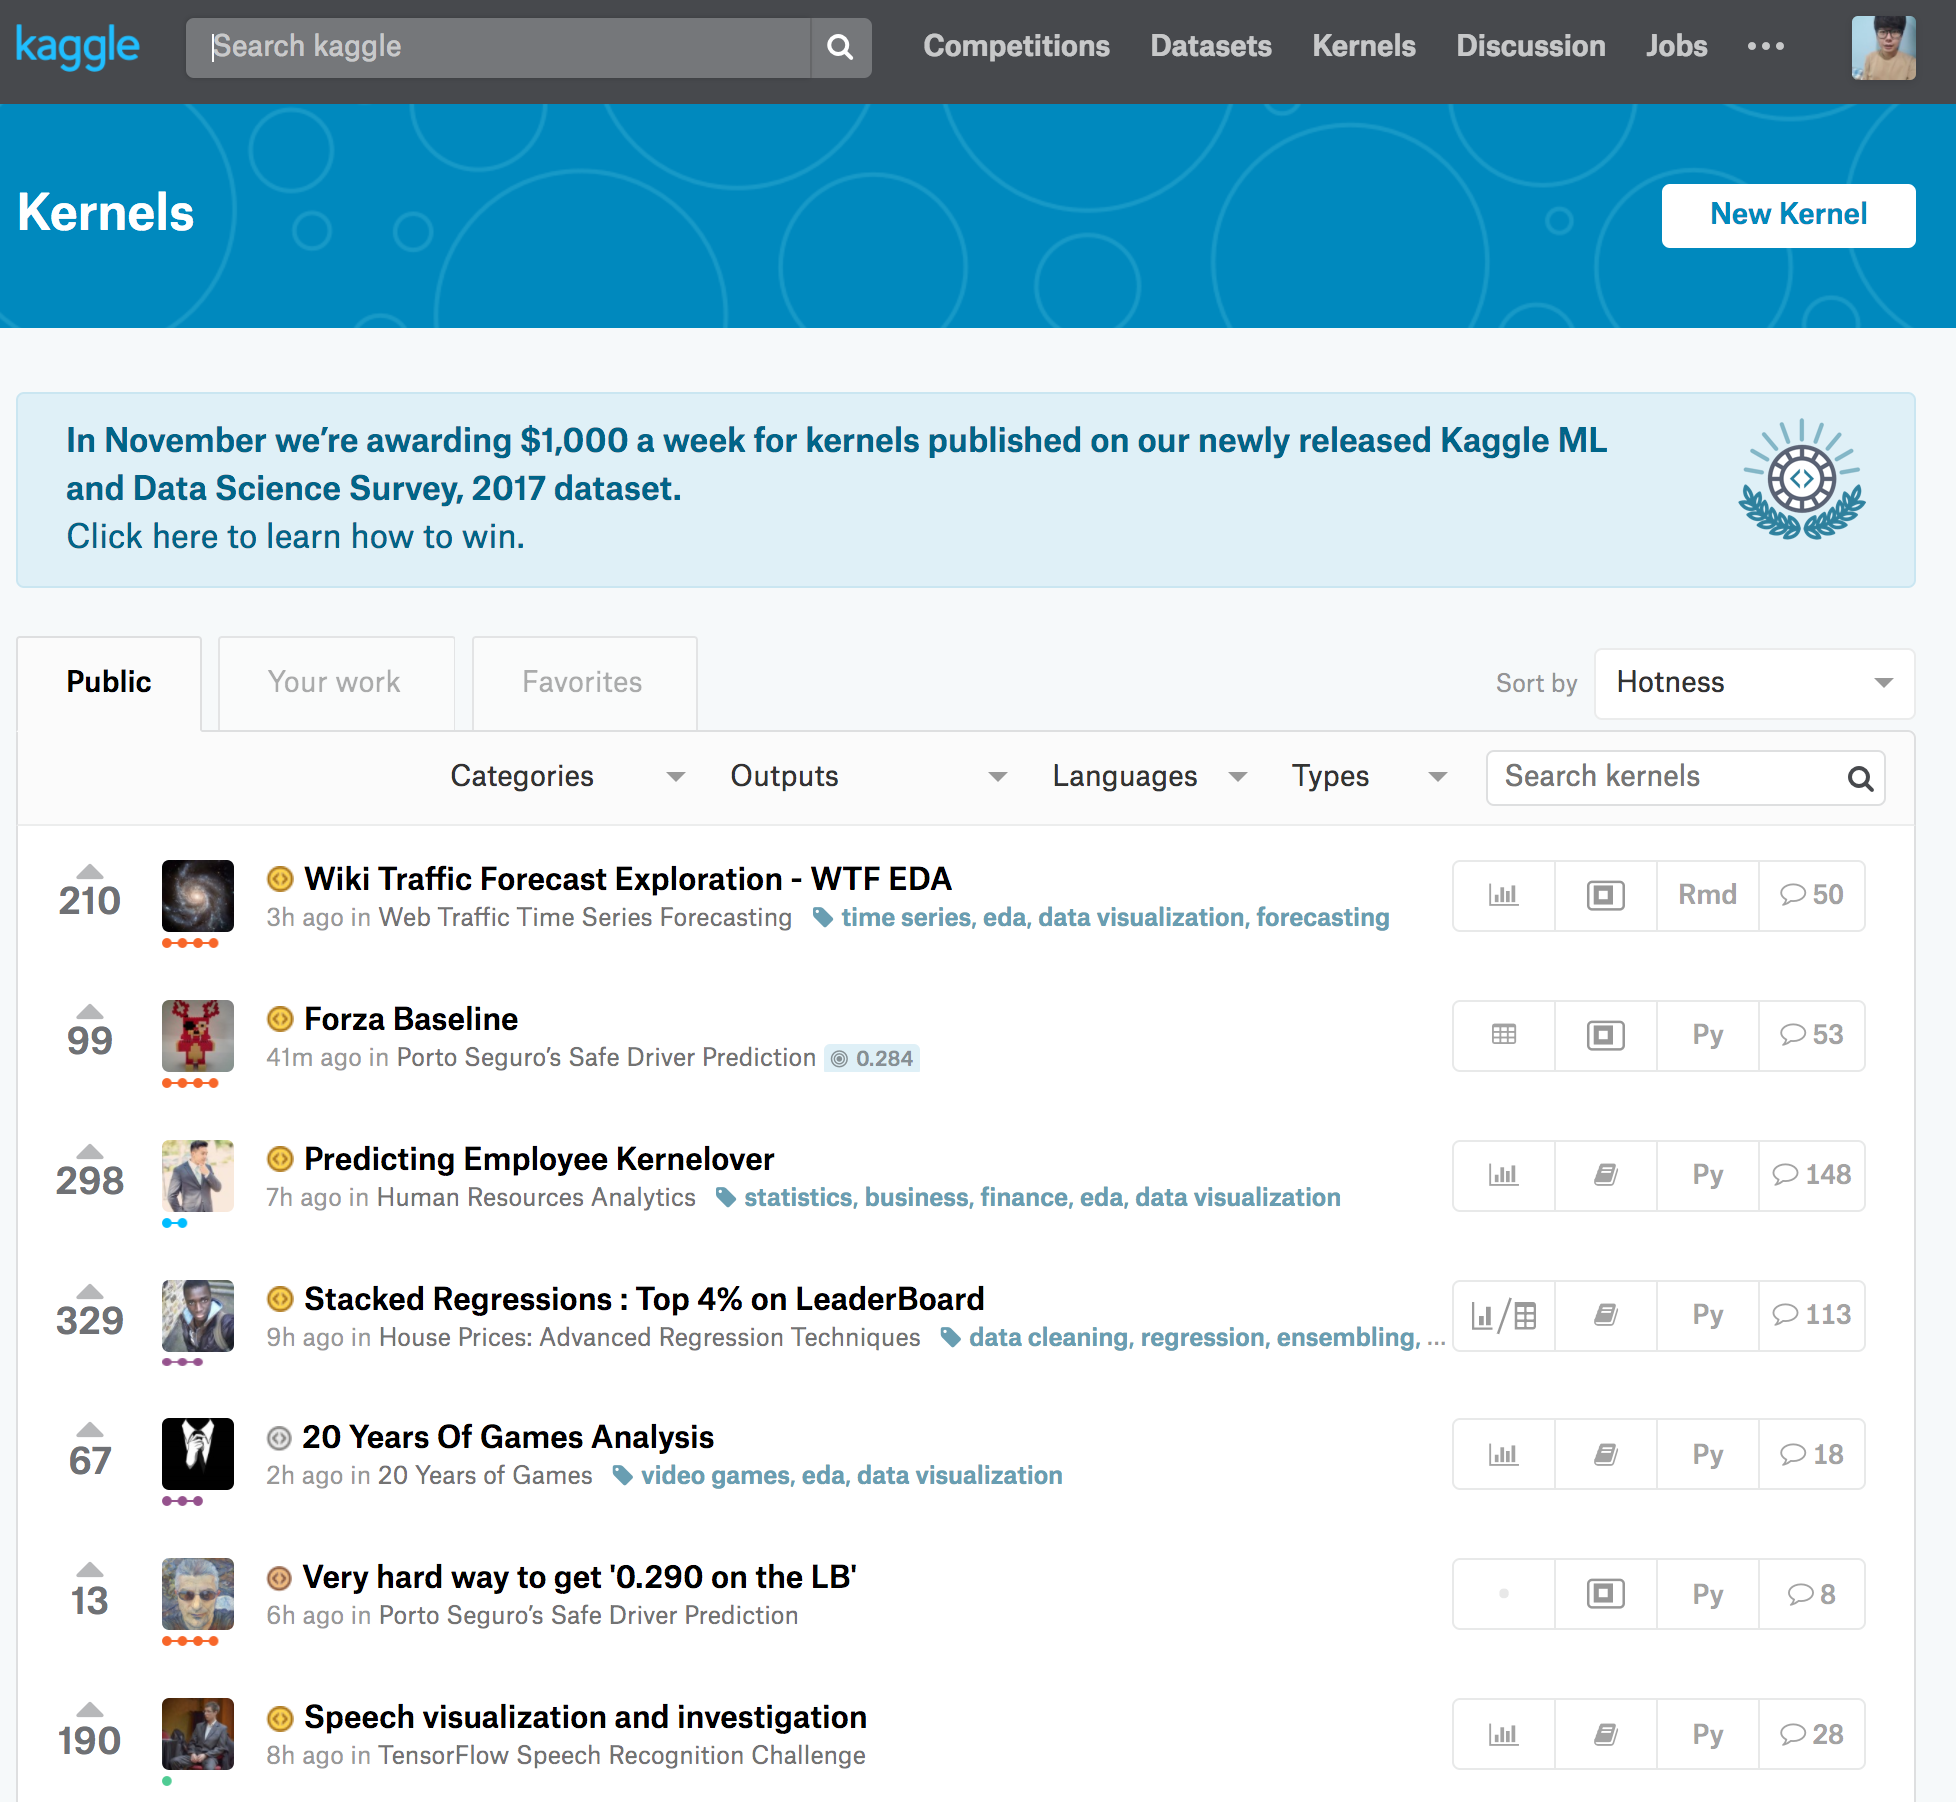 kaggle
Search kaggle
Competitions Datasets Kernels Discussion Jobs
Kernels
New Kernel
In November we’re awarding $1,000 a week for kernels published on our newly released Kaggle ML
and Data Science Survey, 2017 dataset.
Click here to learn how to win.
Public Your work Favorites
Sort by Hotness
Categories Outputs Languages Types Search kernels
210 Wiki Traffic Forecast Exploration - WTF EDA Rmd 50
3h ago in Web Traffic Time Series Forecasting time series, eda, data visualization, forecasting
99 Forza Baseline Py 53
41m ago in Porto Seguro’s Safe Driver Prediction 0.284
298 Predicting Employee Kernelover Py 148
7h ago in Human Resources Analytics statistics, business, finance, eda, data visualization
329 Stacked Regressions : Top 4% on LeaderBoard Py 113
9h ago in House Prices: Advanced Regression Techniques data cleaning, regression, ensembling, ...
67 20 Years Of Games Analysis Py 18
2h ago in 20 Years of Games video games, eda, data visualization
13 Very hard way to get '0.290 on the LB' Py 8
6h ago in Porto Seguro’s Safe Driver Prediction
190 Speech visualization and investigation Py 28
8h ago in TensorFlow Speech Recognition Challenge